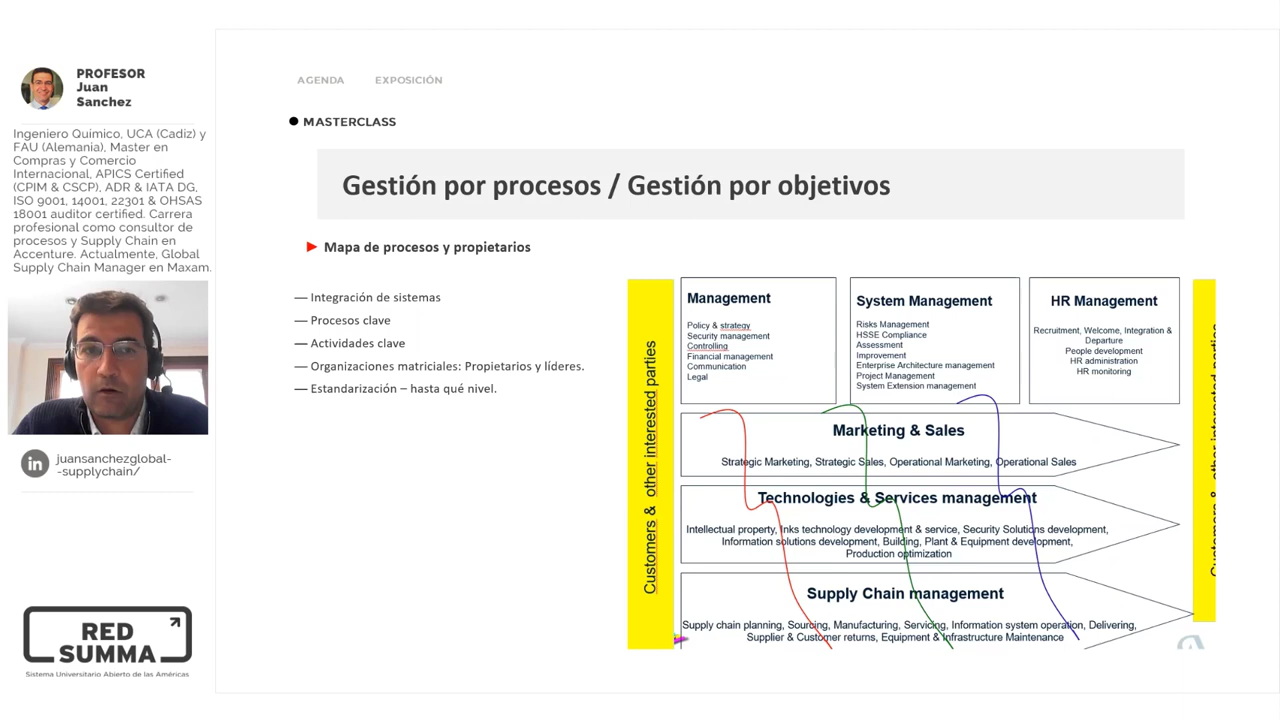 PROFESOR
Juan
Sanchez
Ingeniero Quimico, UCA (Cadiz) y
FAU (Alemania), Master en
Compras y Comercio
Internacional, APICS Certified
(CPIM & CSCP), ADR & IATA DG,
ISO 9001, 14001, 22301 & OHSAS
18001 auditor certified. Carrera
profesional como consultor de
procesos y Supply Chain en
Accenture. Actualmente, Global
Supply Chain Manager en Maxam.
in
juansanchezglobal-
-supplychain/
RED
SUMMA
Sistema Universitario Abierto de las Américas
AGENDA EXPOSICIÓN
MASTERCLASS
Gestión por procesos / Gestión por objetivos
Mapa de procesos y propietarios
— Integración de sistemas
— Procesos clave
— Actividades clave
— Organizaciones matriciales: Propietarios y líderes.
— Estandarización – hasta qué nivel.
Customers & other interested parties
Management
Policy & strategy
Security management
Controlling
Financial management
Communication
Legal
System Management
Risks Management
HSSE Compliance
Assessment
Improvement
Enterprise Architecture management
Project Management
System Extension management
HR Management
Recruitment, Welcome, Integration &
Departure
People development
HR administration
HR monitoring
Marketing & Sales
Strategic Marketing, Strategic Sales, Operational Marketing, Operational Sales
Technologies & Services management
Intellectual property, Inks technology development & service, Security Solutions development,
Information solutions development, Building, Plant & Equipment development,
Production optimization
Supply Chain management
Supply chain planning, Sourcing, Manufacturing, Servicing, Information system operation, Delivering,
Supplier & Customer returns, Equipment & Infrastructure Maintenance
Customers & other interested parties